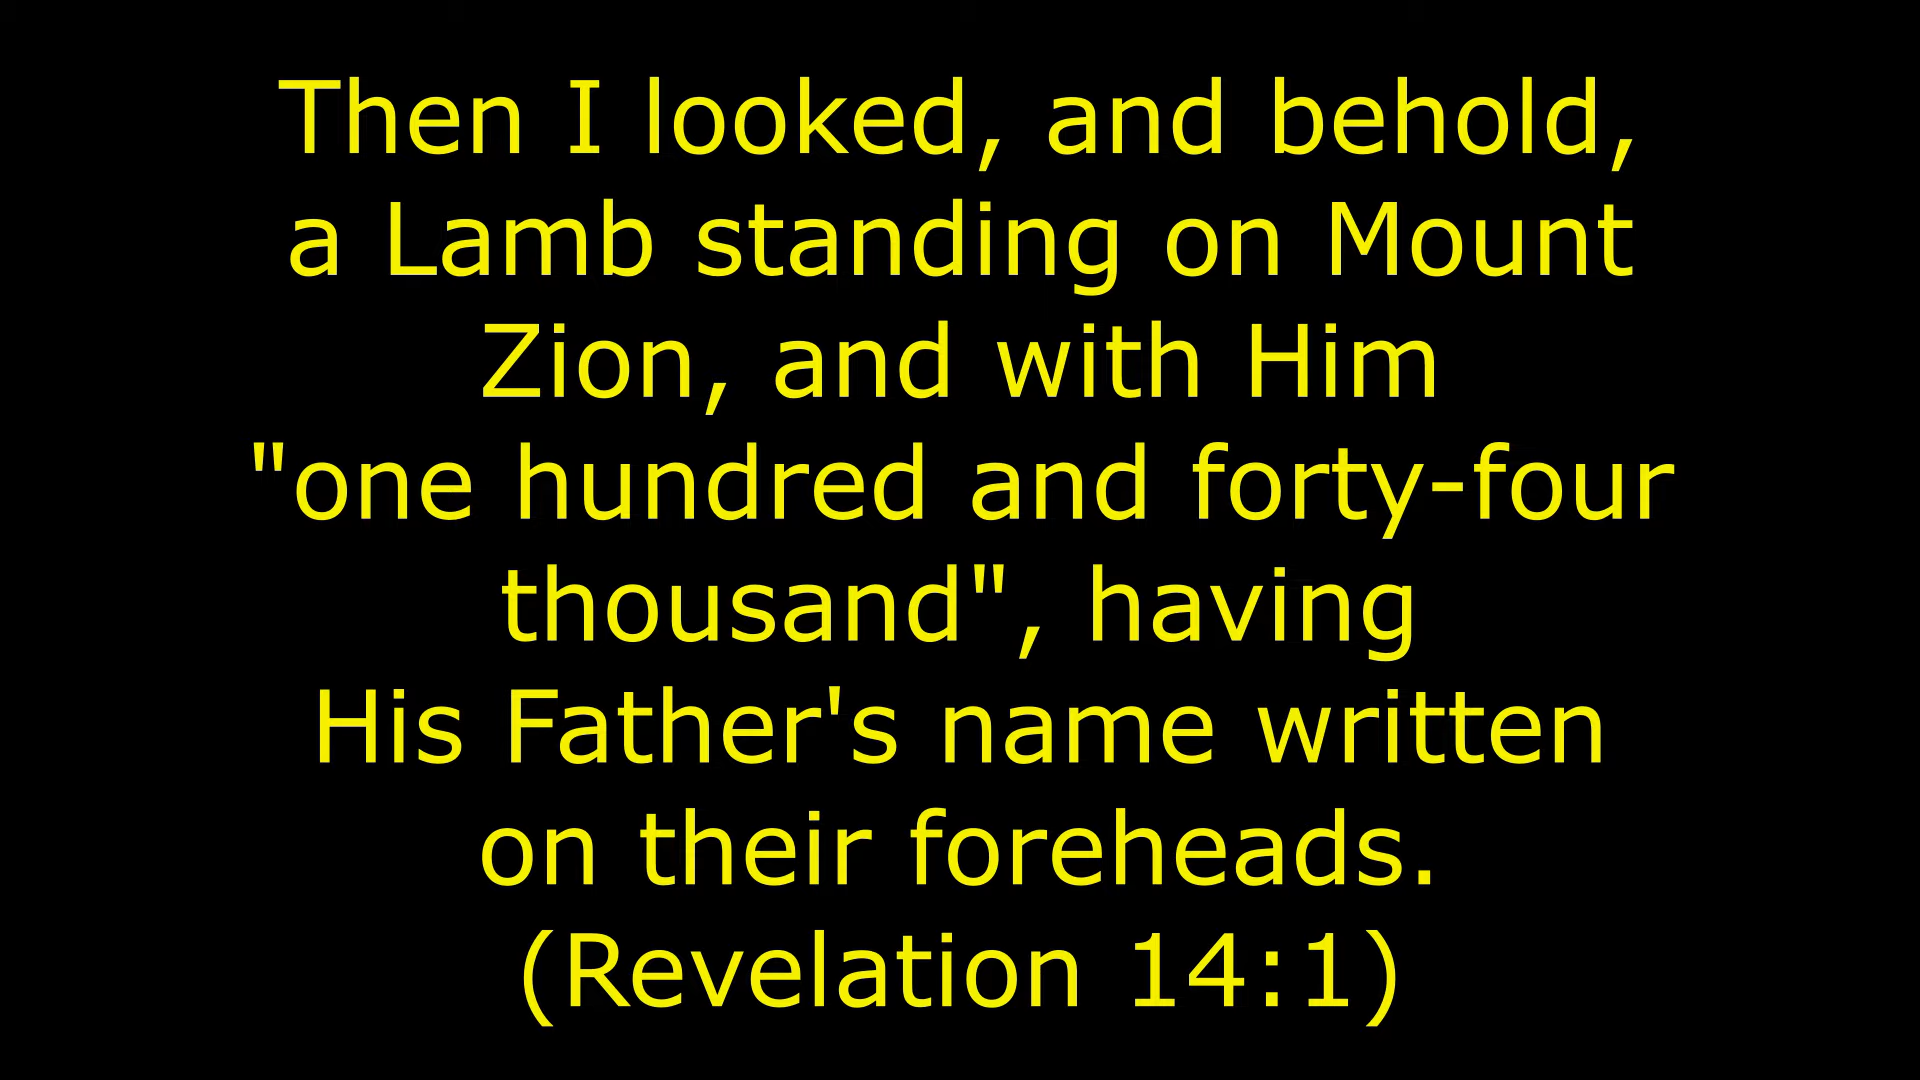 Then I looked, and behold,
a Lamb standing on Mount
Zion, and with Him
"one hundred and forty-four
thousand", having
His Father's name written
on their foreheads.
(Revelation 14:1)